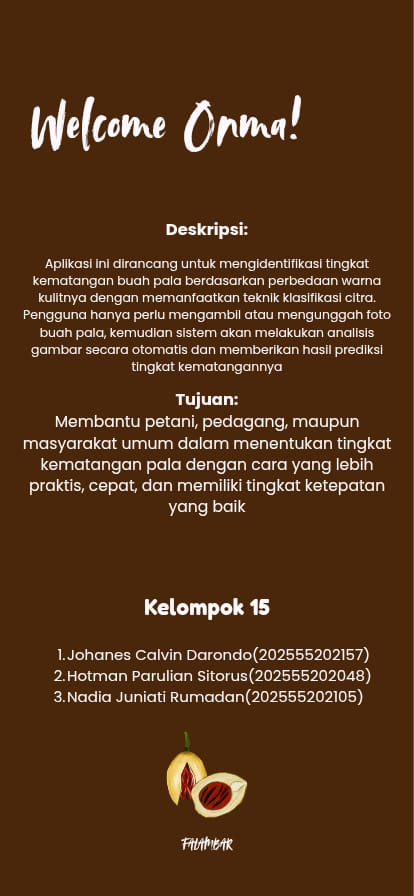 Welcome Onma!
Deskripsi:
Aplikasi ini dirancang untuk mengidentifikasi tingkat
kematangan buah pala berdasarkan perbedaan warna
kulitnya dengan memanfaatkan teknik klasifikasi citra.
Pengguna hanya perlu mengambil atau mengunggah foto
buah pala, kemudian sistem akan melakukan analisis
gambar secara otomatis dan memberikan hasil prediksi
tingkat kematangannya
Tujuan:
Membantu petani, pedagang, maupun
masyarakat umum dalam menentukan tingkat
kematangan pala dengan cara yang lebih
praktis, cepat, dan memiliki tingkat ketepatan
yang baik
Kelompok 15
1.Johanes Calvin Darondo(202555202157)
2.Hotman Parulian Sitorus(202555202048)
3.Nadia Juniati Rumadan(202555202105)